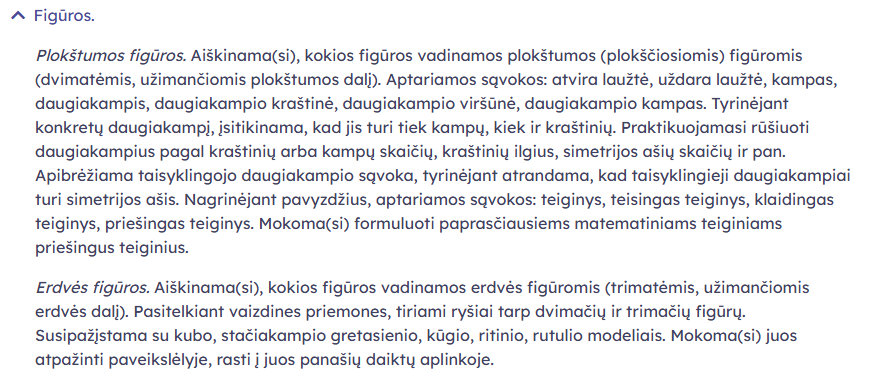 Figūros.
Plokštumos figūros. Aiškinama(si), kokios figūros vadinamos plokštumos (plokščiosiomis) figūromis
(dvimatėmis, užimančiomis plokštumos dalį). Aptariamos sąvokos: atvira laužtė, uždara laužtė, kampas,
daugiakampis, daugiakampio kraštinė, daugiakampio viršūnė, daugiakampio kampas. Tyrinėjant
konkretų daugiakampį, įsitikinama, kad jis turi tiek kampų, kiek ir kraštinių. Praktikuojamasi rūšiuoti
daugiakampius pagal kraštinių arba kampų skaičių, kraštinių ilgius, simetrijos ašių skaičių ir pan.
Apibrėžiama taisyklingojo daugiakampio sąvoka, tyrinėjant atrandama, kad taisyklingieji daugiakampiai
turi simetrijos ašis. Nagrinėjant pavyzdžius, aptariamos sąvokos: teiginys, teisingas teiginys, klaidingas
teiginys, priešingas teiginys. Mokoma(si) formuluoti paprasčiausiems matematiniams teiginiams
priešingus teiginius.
Erdvės figūros. Aiškinama(si), kokios figūros vadinamos erdvės figūromis (trimatėmis, užimančiomis
erdvės dalį). Pasitelkiant vaizdines priemones, tiriami ryšiai tarp dvimačių ir trimačių figūrų.
Susipažįstama su kubo, stačiakampio gretasienio, kūgio, ritinio, rutulio modeliais. Mokoma(si) juos
atpažinti paveikslėlyje, rasti į juos panašių daiktų aplinkoje.